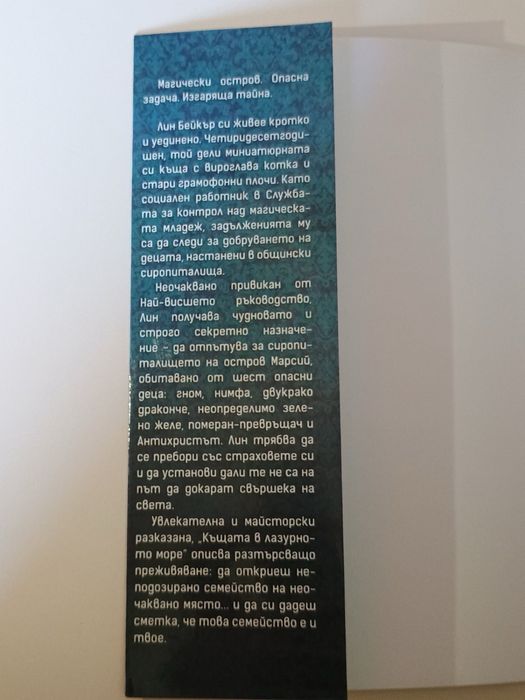 Магически остров. Опасна
задача. Изгаряща тайна.
Лин Бейкър си живее кротко
и уединено. Четиридесетгоди-
шен, той дели миниатюрната
си къща с вироглава котка и
стари грамофонни плочи. Като
социален работник в Служба-
та за контрол над магическа-
та младеж, задълженията му
са да следи за добруването на
децата, настанени в общински
сиропиталища.
Неочаквано привикан от
Най-висшето ръководство,
Лин получава чудновато и
строго секретно назначе-
ние – да отпътува за сиропи-
талището на остров Марсий,
обитавано от шест опасни
деца: гном, нимфа, двукрако
драконче, неопределимо зеле-
но желе, померан-превръщач и
Антихристът. Лин трябва да
се пребори със страховете си
и да установи дали те не са на
път да докарат свършека на
света.
Увлекателна и майсторски
разказана, „Къщата в лазурно-
то море" описва разтърсващо
преживяване: да откриеш не-
подозирано семейство на нео-
чаквано място... и да си дадеш
сметка, че това семейство е и
твое.